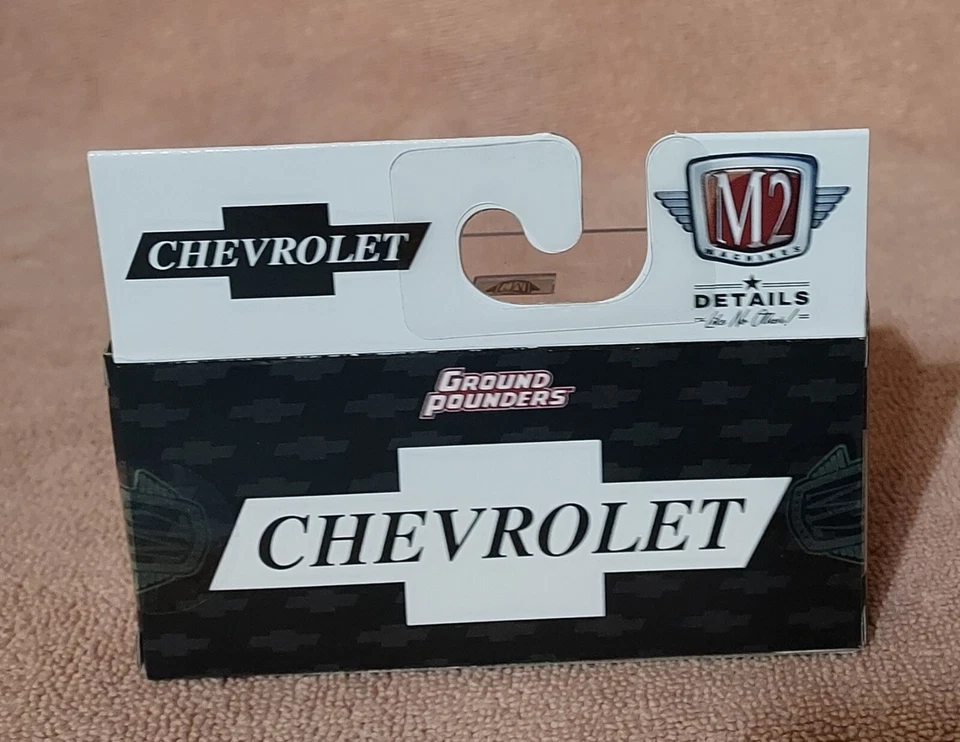 CHEVROLET
M2
MACHINES
DETAILS
Like No Other!
GROUND
POUNDERS
CHEVROLET